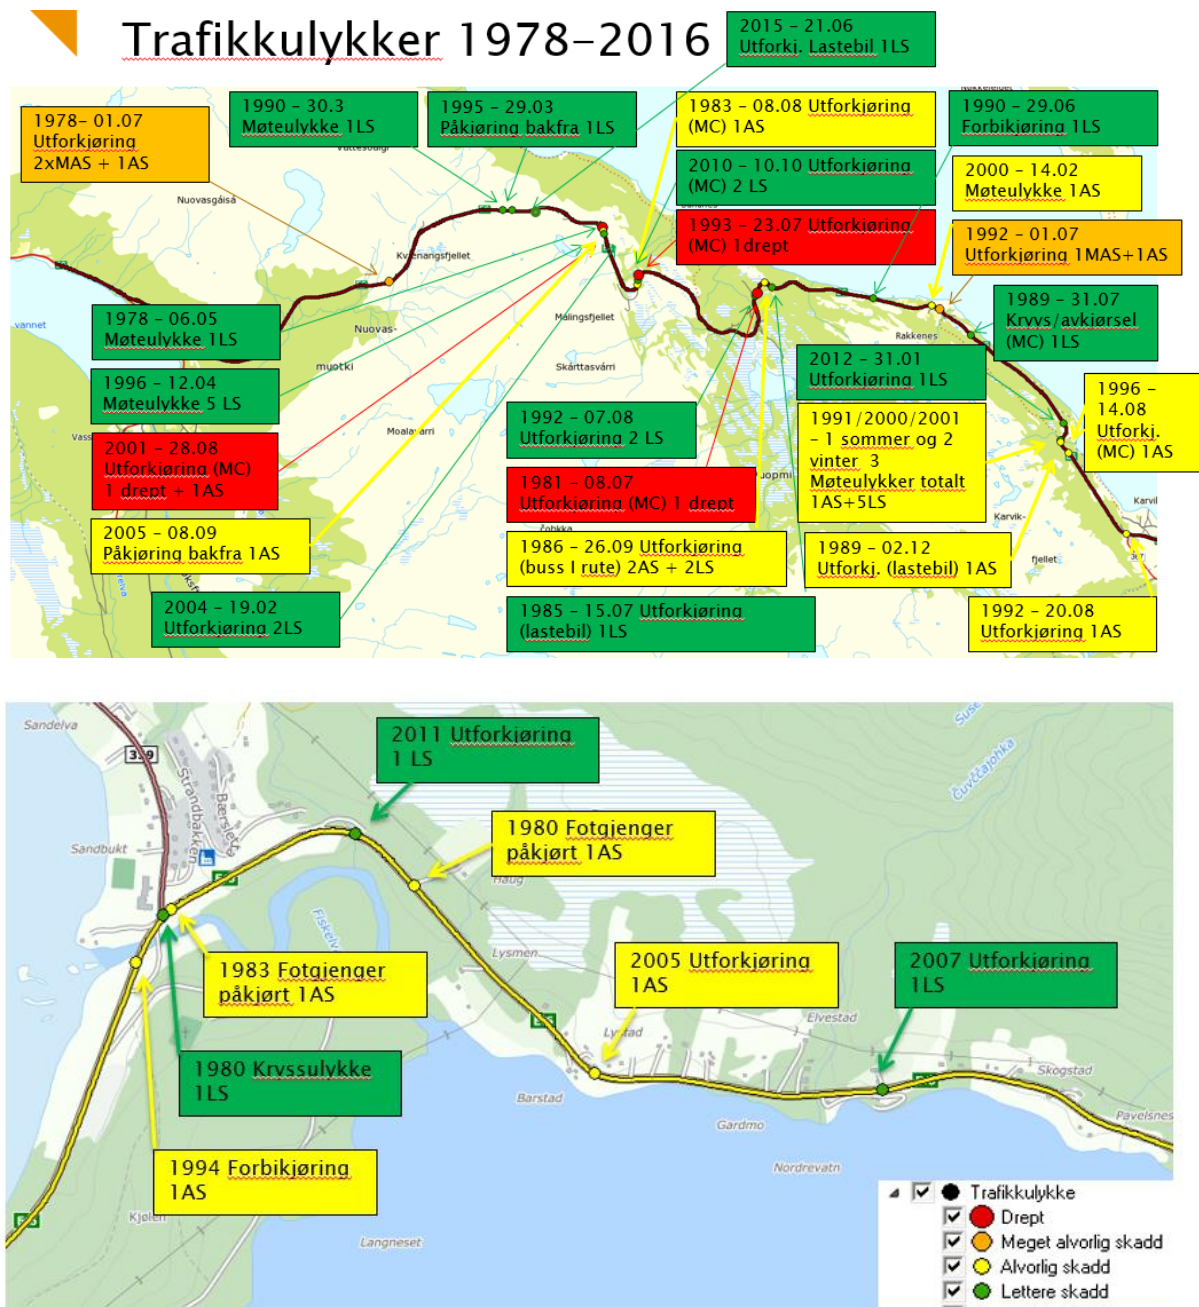 Trafikkulykker 1978-2016
2015 - 21.06
Utforkj. Lastebil 1LS
1978- 01.07
Utforkjøring
2xMAS + 1AS
1990 - 30.3
Møteulykke 1LS
1995 - 29.03
Påkjøring bakfra 1LS
1983 - 08.08 Utforkjøring
(MC) 1AS
1990 - 29.06
Forbikjøring 1LS
2010 - 10.10 Utforkjøring
(MC) 2 LS
2000 - 14.02
Møteulykke 1AS
1993 - 23.07 Utforkjøring
(MC) 1drept
1992 - 01.07
Utforkjøring 1MAS+1AS
Nuovasgáisá
Kvænangsfjellet
vannet
Nuovas-
muotki
Malingsfjellet
Skárttasvárri
Rakkenes
1989 - 31.07
Kryys/avkjørsel
(MC) 1LS
1978 - 06.05
Møteulykke 1LS
1996 - 12.04
Møteulykke 5 LS
2012 - 31.01
Utforkjøring 1LS
1996 -
14.08
Utforkj.
(MC) 1AS
1992 - 07.08
Utforkjøring 2 LS
1991/2000/2001
- 1 sommer og 2
vinter 3
Møteulykker totalt
1AS+5LS
2001 - 28.08
Utforkjøring (MC)
1 drept + 1AS
1981 - 08.07
Utforkjøring (MC) 1 drept
Karvik-
fjellet
2005 - 08.09
Påkjøring bakfra 1AS
1986 - 26.09 Utforkjøring
(buss I rute) 2AS + 2LS
1989 - 02.12
Utforkj. (lastebil) 1AS
2004 - 19.02
Utforkjøring 2LS
1985 - 15.07 Utforkjøring
(lastebil) 1LS
1992 - 20.08
Utforkjøring 1AS
Sandelva
2011 Utforkjøring
1 LS
Čuvččajohka
Strandbakken
Sandbukt
1980 Fotgjenger
påkjørt 1AS
Haug
Lysmen
1983 Fotgjenger
påkjørt 1AS
2005 Utforkjøring
1AS
2007 Utforkjøring
1LS
Elvestad
Lystad
Skogstad
1980 Kryssulykke
1LS
Barstad
Gardmo
Pavelsnes
1994 Forbikjøring
1AS
Nordrevatn
Kjølen
Langneset
Trafikkulykke
Drept
Meget alvorlig skadd
Alvorlig skadd
Lettere skadd